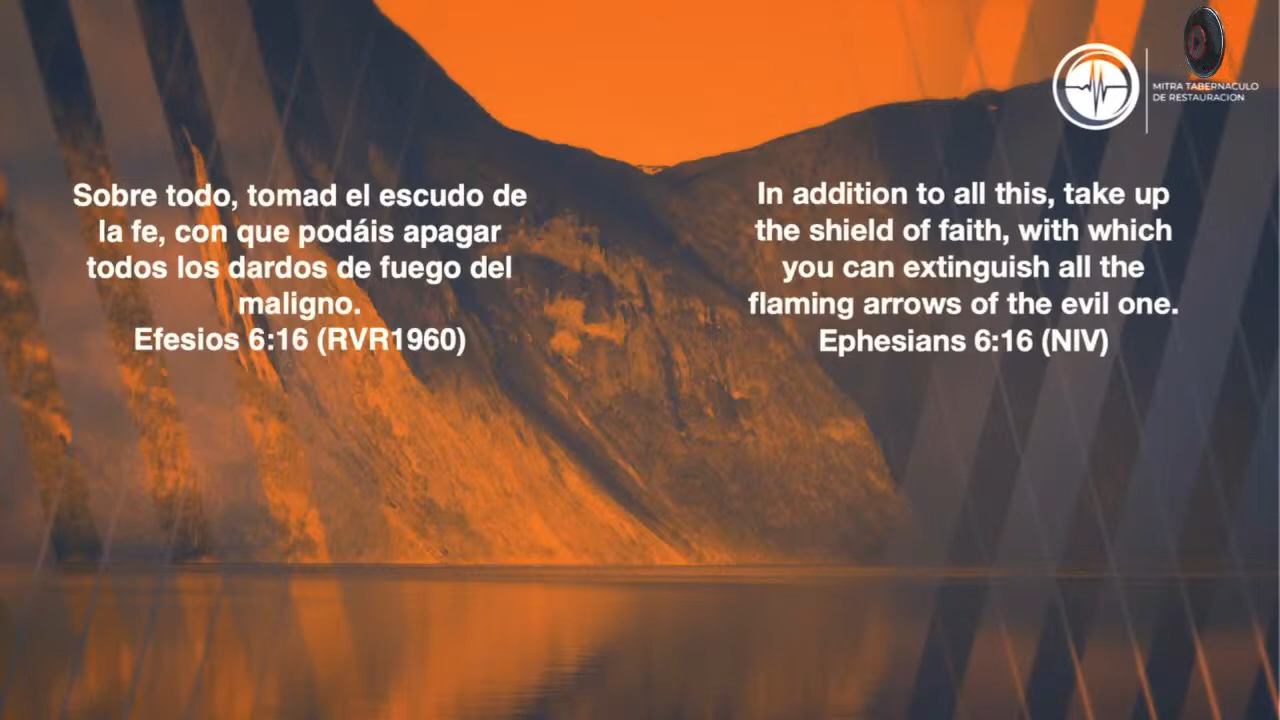 MITRA TABERNACULO
DE RESTAURACION
Sobre todo, tomad el escudo de
la fe, con que podáis apagar
todos los dardos de fuego del
maligno.
Efesios 6:16 (RVR1960)
In addition to all this, take up
the shield of faith, with which
you can extinguish all the
flaming arrows of the evil one.
Ephesians 6:16 (NIV)